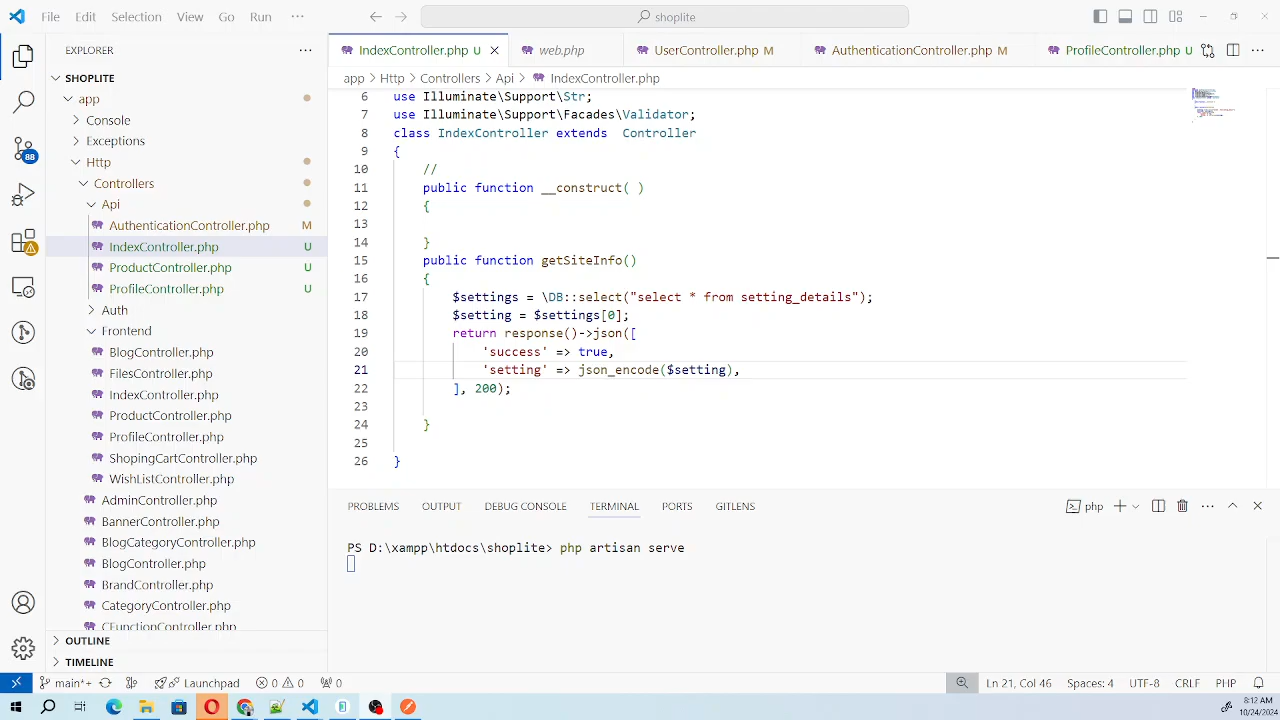 File Edit Selection View Go Run ··· shoplite
EXPLORER ···
IndexController.php U web.php UserController.php M AuthenticationController.php M ProfileController.php U ···
SHOPLITE
app > Http > Controllers > Api > IndexController.php
app
Console
Exceptions
Http
Controllers
Api
AuthenticationController.php M
IndexController.php U
ProductController.php U
ProfileController.php U
Auth
Frontend
BlogController.php
FilesController.php
IndexController.php
ProductController.php
ProfileController.php
ShopingCartController.php
WishListController.php
AdminController.php
BannerController.php
BlogCategoryController.php
BlogController.php
BrandController.php
CategoryController.php
CFunctionController.php
OUTLINE
TIMELINE
88
6 use Illuminate\Support\Str;
7 use Illuminate\Support\Facades\Validator;
8 class IndexController extends  Controller
9 {
10     //
11     public function __construct( )
12     {
13
14     }
15     public function getSiteInfo()
16     {
17         $settings = \DB::select("select * from setting_details");
18         $setting = $settings[0];
19         return response()->json([
20             'success' => true,
21             'setting' => json_encode($setting),
22         ], 200);
23
24     }
25
26 }
PROBLEMS OUTPUT DEBUG CONSOLE TERMINAL PORTS GITLENS php ···
PS D:\xampp\htdocs\shoplite> php artisan serve
main*+ Launchpad 0 0 0 Ln 21, Col 46 Spaces: 4 UTF-8 CRLF PHP
8:12 AM
10/24/2024